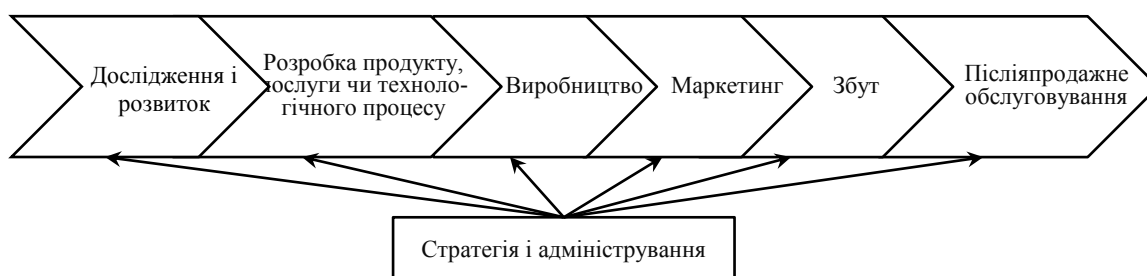 Дослідження і
розвиток
Розробка продукту,
послуги чи техноло-
гічного процесу
Виробництво
Маркетинг
Збут
Післяпродажне
обслуговування
Стратегія і адміністрування